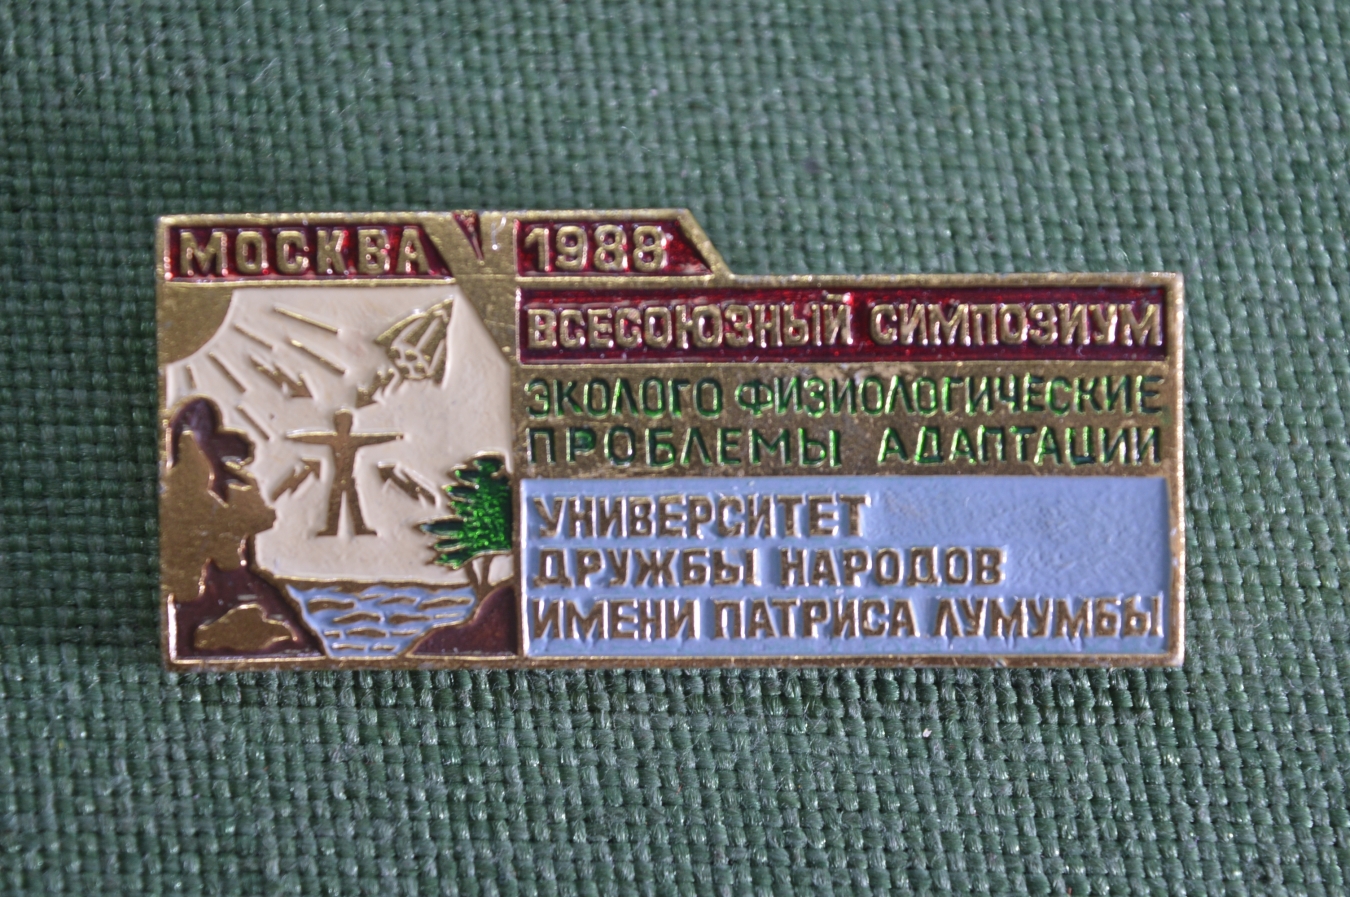 МОСКВА 1988
ВСЕСОЮЗНЫЙ СИМПОЗИУМ
ЭКОЛОГО ФИЗИОЛОГИЧЕСКИЕ
ПРОБЛЕМЫ АДАПТАЦИИ
УНИВЕРСИТЕТ
ДРУЖБЫ НАРОДОВ
ИМЕНИ ПАТРИСА ЛУМУМБЫ